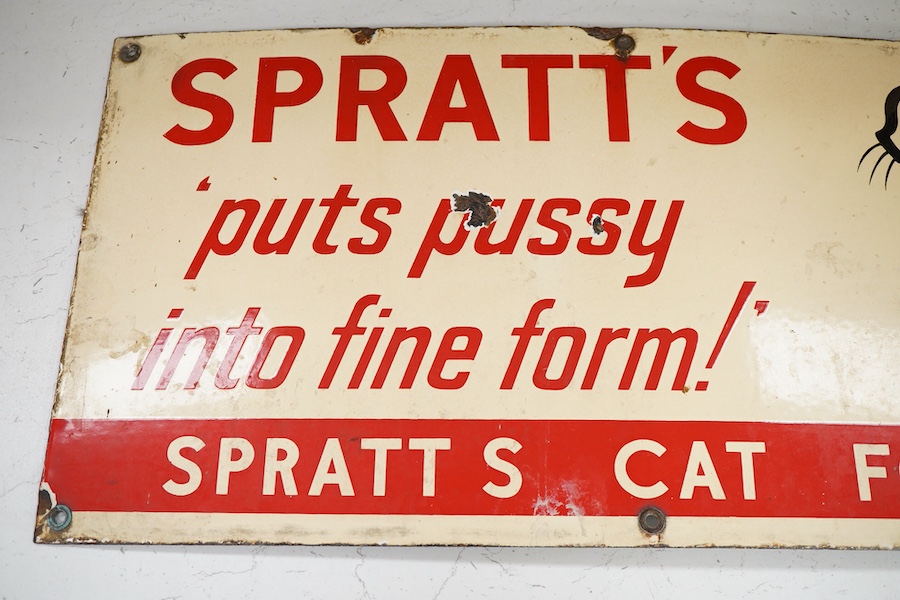 SPRATT'S
‘puts pussy
into fine form!’
SPRATT S CAT